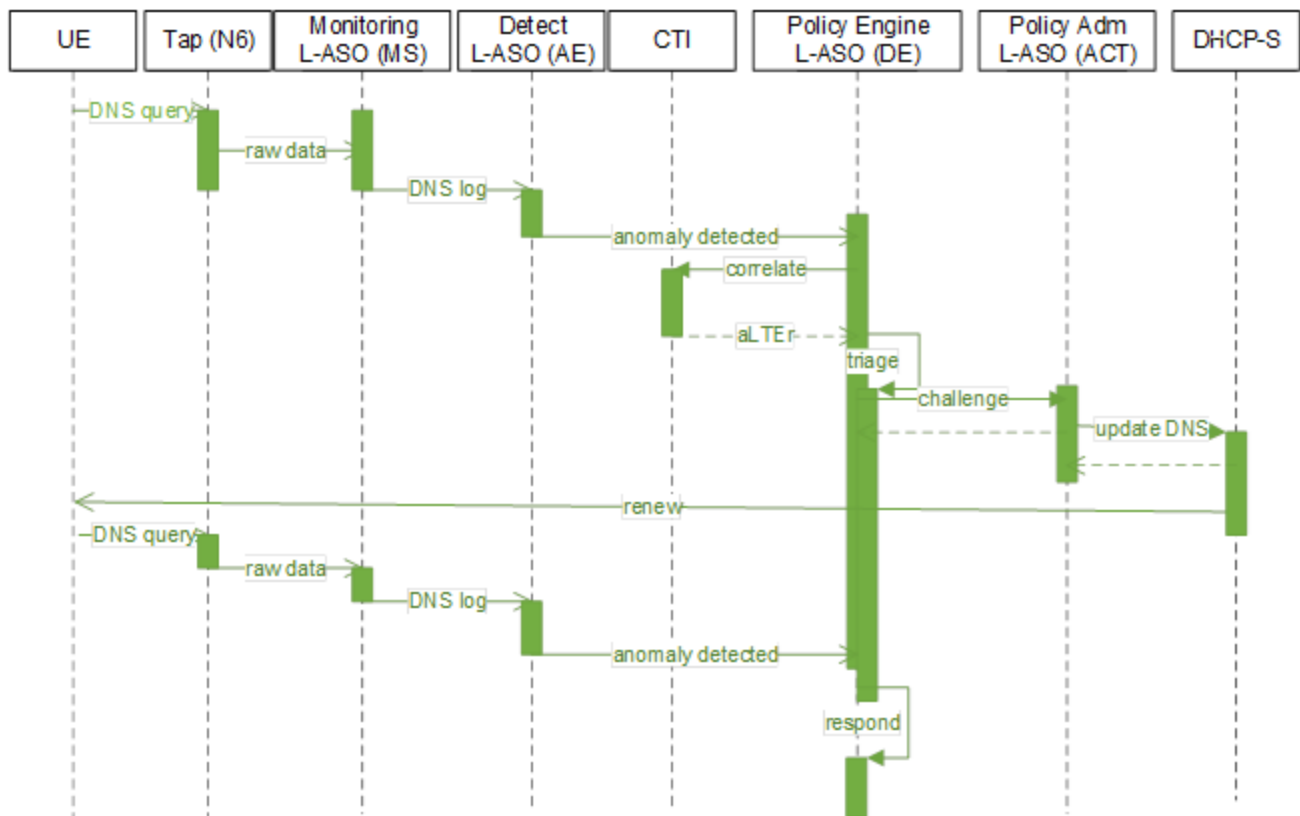 UE
Tap (N6)
Monitoring
L-ASO (MS)
Detect
L-ASO (AE)
CTI
Policy Engine
L-ASO (DE)
Policy Adm
L-ASO (ACT)
DHCP-S
DNS query
raw data
DNS log
anomaly detected
correlate
aLTEr
triage
challenge
update DNS
renew
DNS query
raw data
DNS log
anomaly detected
respond